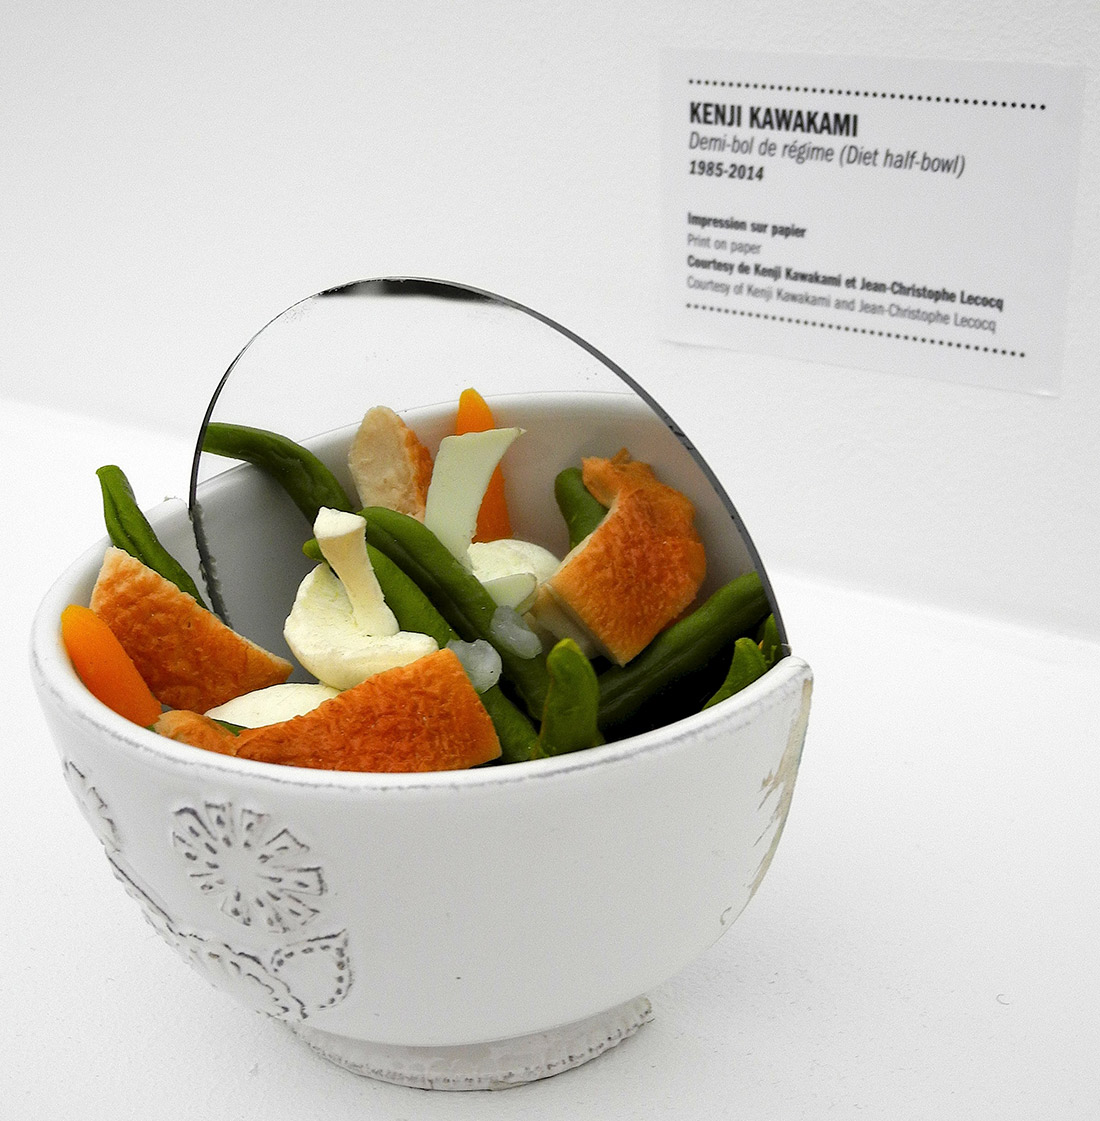 KENJI KAWAKAMI
Demi-bol de régime (Diet half-bowl)
1985-2014
Impression sur papier
Print on paper
Courtesy de Kenji Kawakami et Jean-Christophe Lecocq
Courtesy of Kenji Kawakami and Jean-Christophe Lecocq